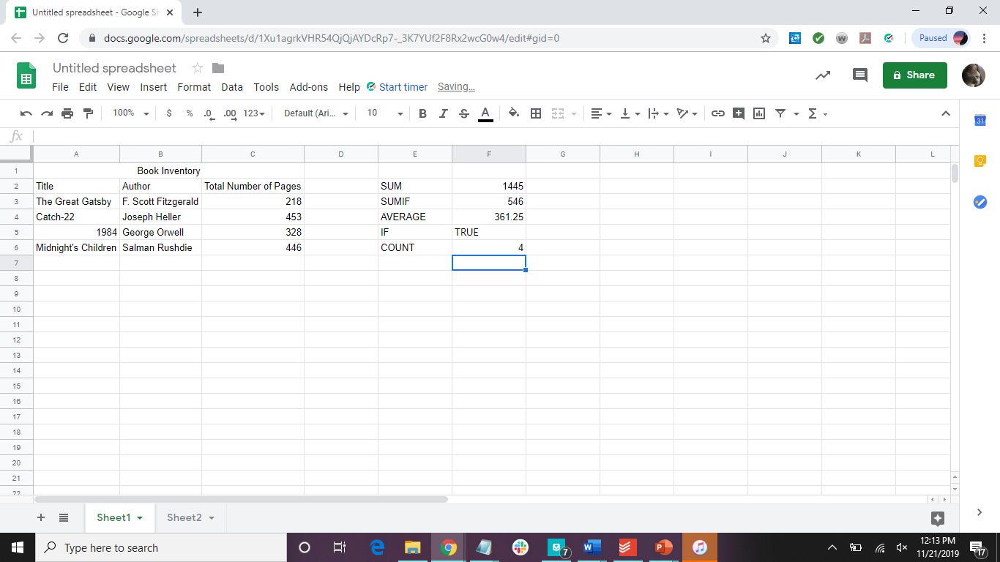 Untitled spreadsheet - Google Sh
docs.google.com/spreadsheets/d/1Xu1agrkVHR54QjQjAYDcRp7-_3K7YUf2F8Rx2wcG0w4/edit#gid=0
Paused
Untitled spreadsheet
Share
File Edit View Insert Format Data Tools Add-ons Help Start timer Saving...
100% $ % .0 .00 123 Default (Ari... 10 B I S A Σ
31
fx
A B C D E F G H I J K L
1 Book Inventory
2 Title Author Total Number of Pages SUM 1445
3 The Great Gatsby F. Scott Fitzgerald 218 SUMIF 546
4 Catch-22 Joseph Heller 453 AVERAGE 361.25
5 1984 George Orwell 328 IF TRUE
6 Midnight's Children Salman Rushdie 446 COUNT 4
7
8
9
10
11
12
13
14
15
16
17
18
19
20
21
22
Sheet1 Sheet2
Type here to search
7
12:13 PM
11/21/2019
17